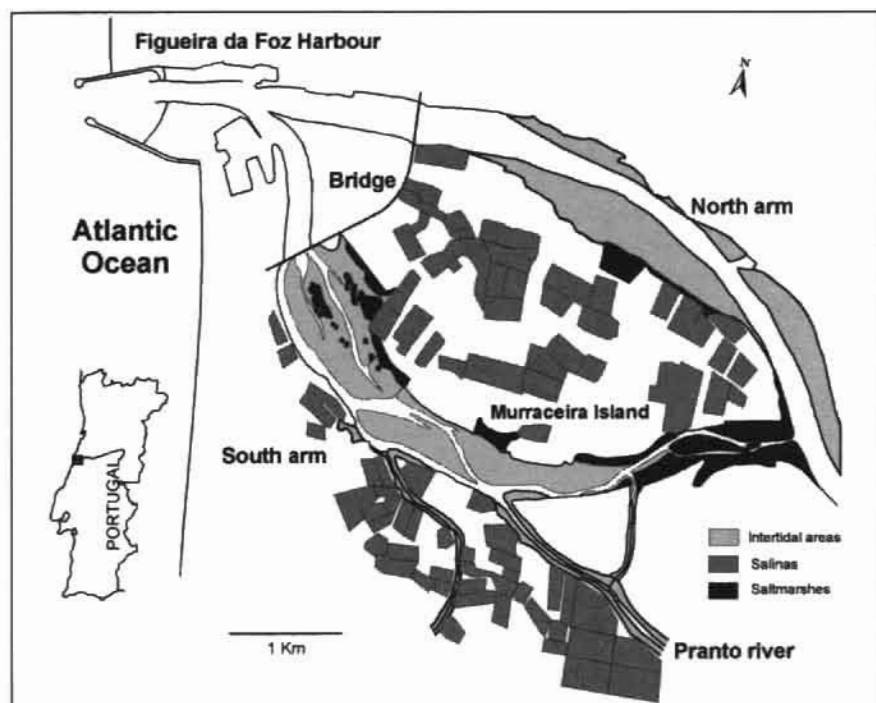 Figueira da Foz Harbour
N
Bridge
North arm
Atlantic
Ocean
Murraceira Island
South arm
PORTUGAL
Intertidal areas
Salinas
Saltmarshes
1 Km
Pranto river